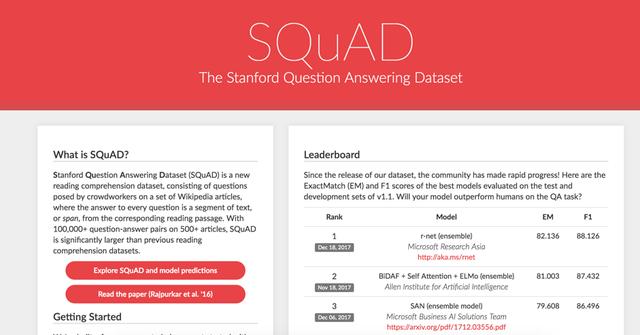 SQuAD
The Stanford Question Answering Dataset
What is SQuAD?
Stanford Question Answering Dataset (SQuAD) is a new
reading comprehension dataset, consisting of questions
posed by crowdworkers on a set of Wikipedia articles,
where the answer to every question is a segment of text,
or span, from the corresponding reading passage. With
100,000+ question-answer pairs on 500+ articles, SQuAD
is significantly larger than previous reading
comprehension datasets.
Explore SQuAD and model predictions
Read the paper (Rajpurkar et al. '16)
Getting Started
Leaderboard
Since the release of our dataset, the community has made rapid progress! Here are the
ExactMatch (EM) and F1 scores of the best models evaluated on the test and
development sets of v1.1. Will your model outperform humans on the QA task?
Rank Model EM F1
1 r-net (ensemble) 82.136 88.126
Dec 18, 2017 Microsoft Research Asia
http://aka.ms/rnet
2 BiDAF + Self Attention + ELMo (ensemble) 81.003 87.432
Nov 18, 2017 Allen Institute for Artificial Intelligence
3 SAN (ensemble model) 79.608 86.496
Dec 06, 2017 Microsoft Business AI Solutions Team
https://arxiv.org/pdf/1712.03556.pdf